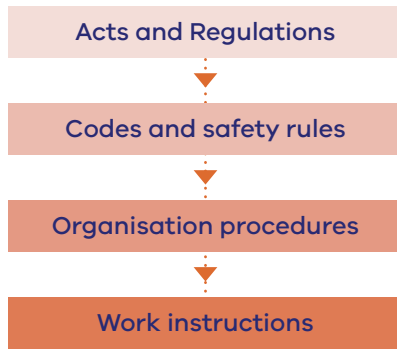 Acts and Regulations
Codes and safety rules
Organisation procedures
Work instructions